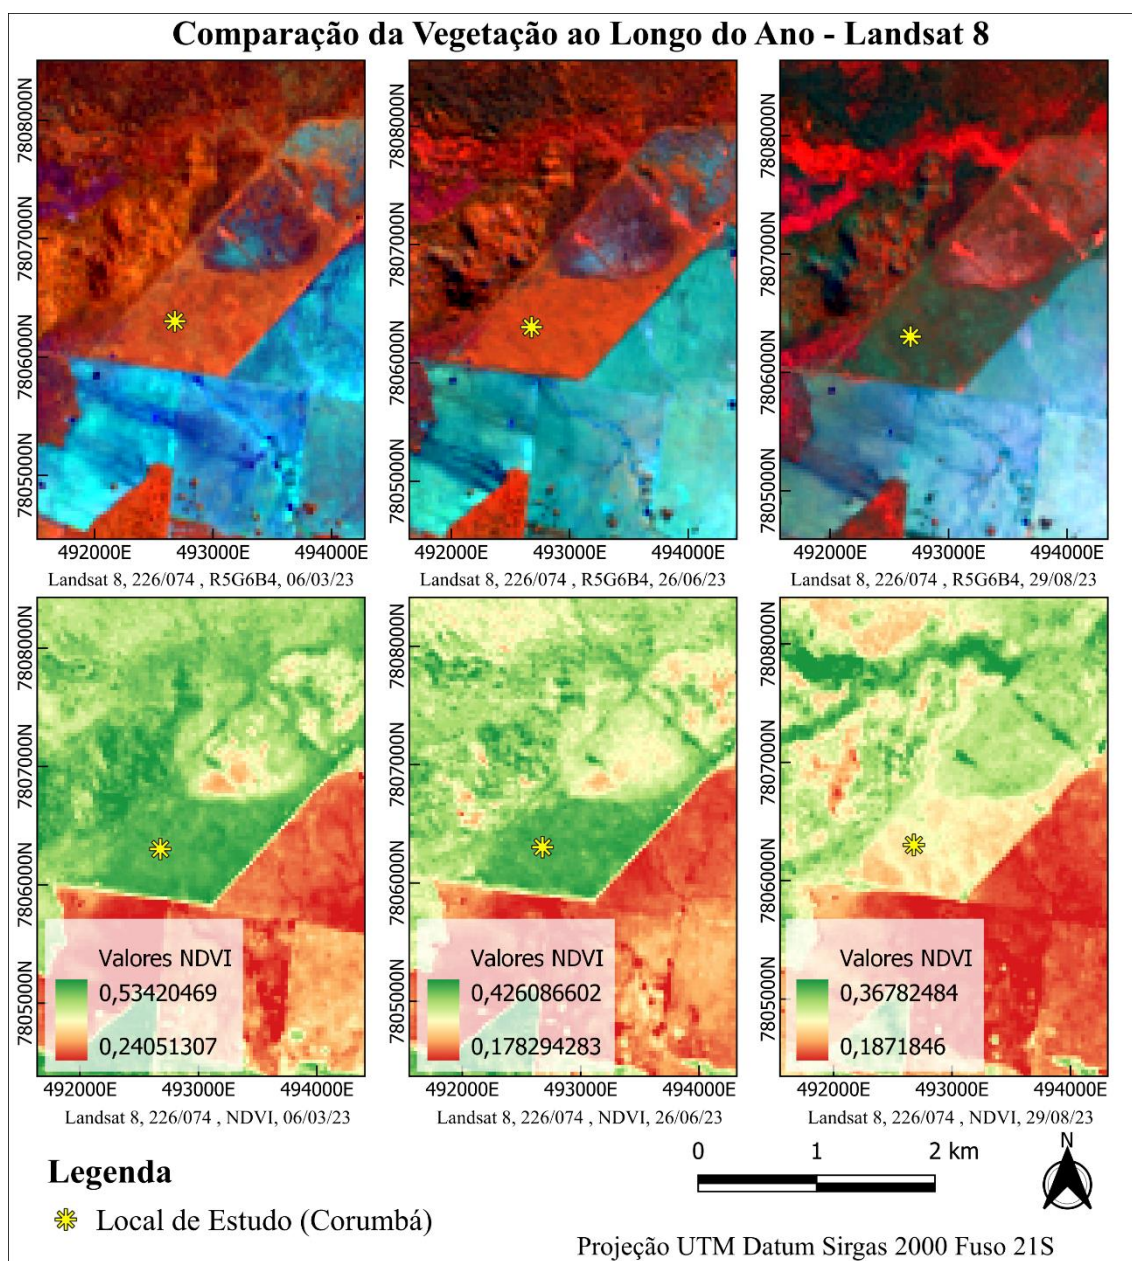 Comparação da Vegetação ao Longo do Ano - Landsat 8
7808000N
7807000N
7806000N
7805000N
492000E 493000E 494000E
Landsat 8, 226/074 , R5G6B4, 06/03/23
7808000N
7807000N
7806000N
7805000N
492000E 493000E 494000E
Landsat 8, 226/074 , R5G6B4, 26/06/23
7808000N
7807000N
7806000N
7805000N
492000E 493000E 494000E
Landsat 8, 226/074 , R5G6B4, 29/08/23
7808000N
7807000N
7806000N
7805000N
Valores NDVI
0,53420469
0,24051307
492000E 493000E 494000E
Landsat 8, 226/074 , NDVI, 06/03/23
7808000N
7807000N
7806000N
7805000N
Valores NDVI
0,426086602
0,178294283
492000E 493000E 494000E
Landsat 8, 226/074 , NDVI, 26/06/23
7808000N
7807000N
7806000N
7805000N
Valores NDVI
0,36782484
0,1871846
492000E 493000E 494000E
Landsat 8, 226/074 , NDVI, 29/08/23
Legenda
Local de Estudo (Corumbá)
0 1 2 km
N
Projeção UTM Datum Sirgas 2000 Fuso 21S